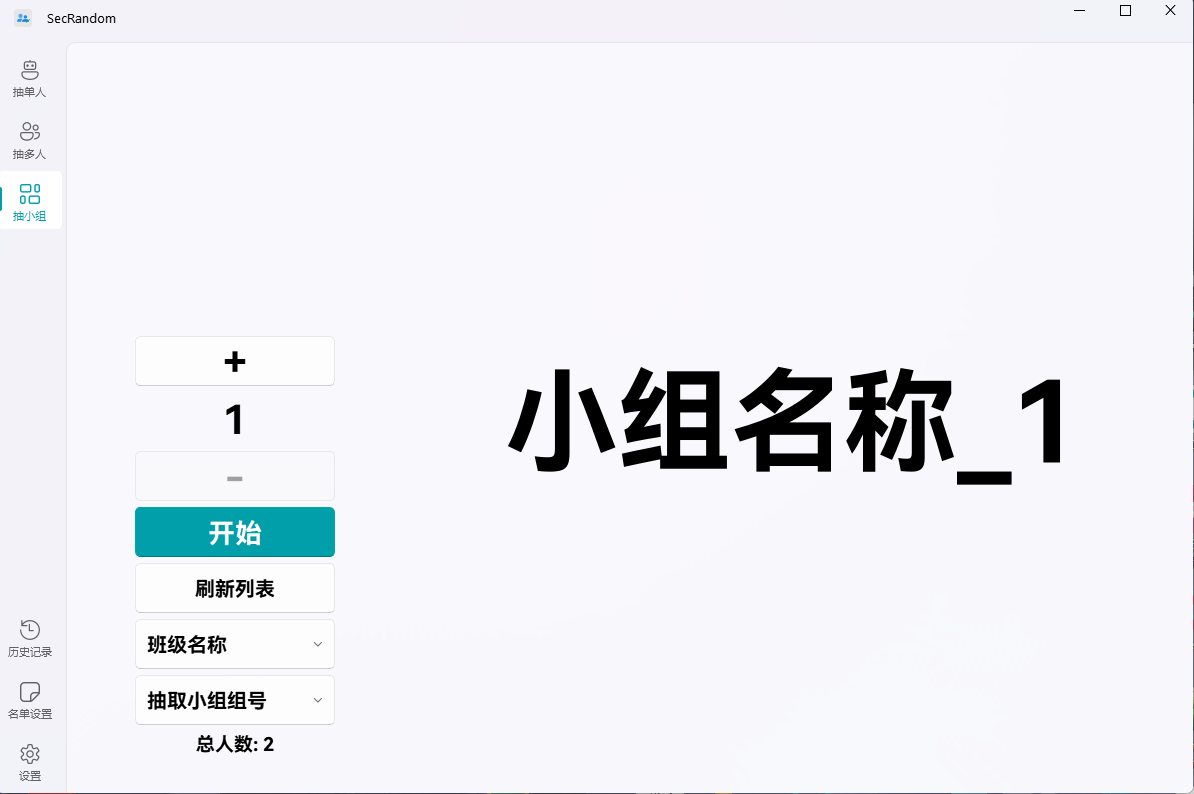 SecRandom
抽单人
抽多人
抽小组
历史记录
名单设置
设置
+
1
-
开始
刷新列表
班级名称
抽取小组组号
总人数: 2
小组名称_1